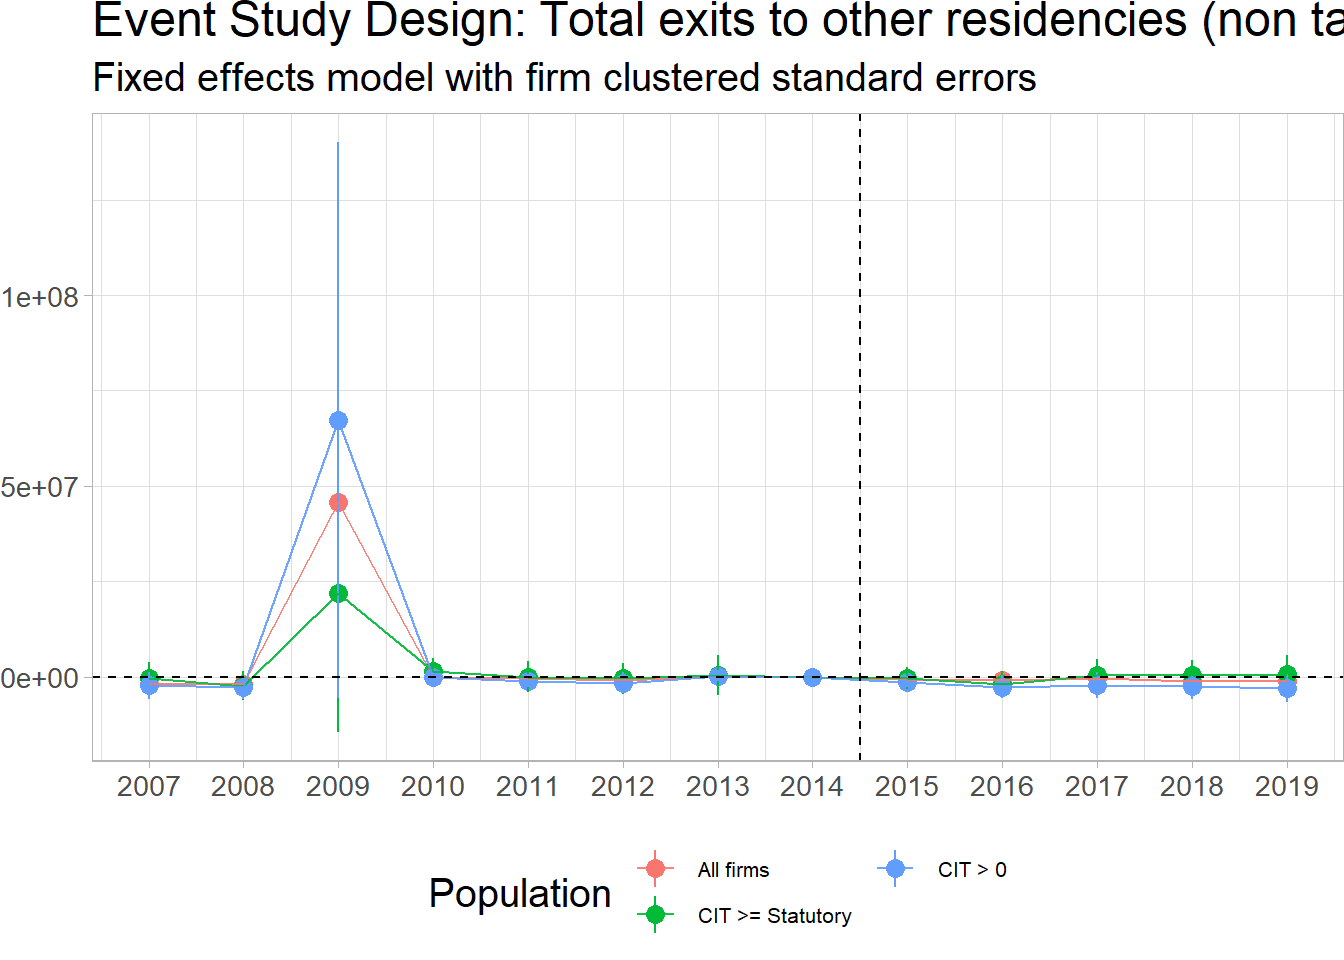 Event Study Design: Total exits to other residencies (non ta
Fixed effects model with firm clustered standard errors
1e+08
5e+07
0e+00
2007 2008 2009 2010 2011 2012 2013 2014 2015 2016 2017 2018 2019
Population
All firms
CIT > 0
CIT >= Statutory